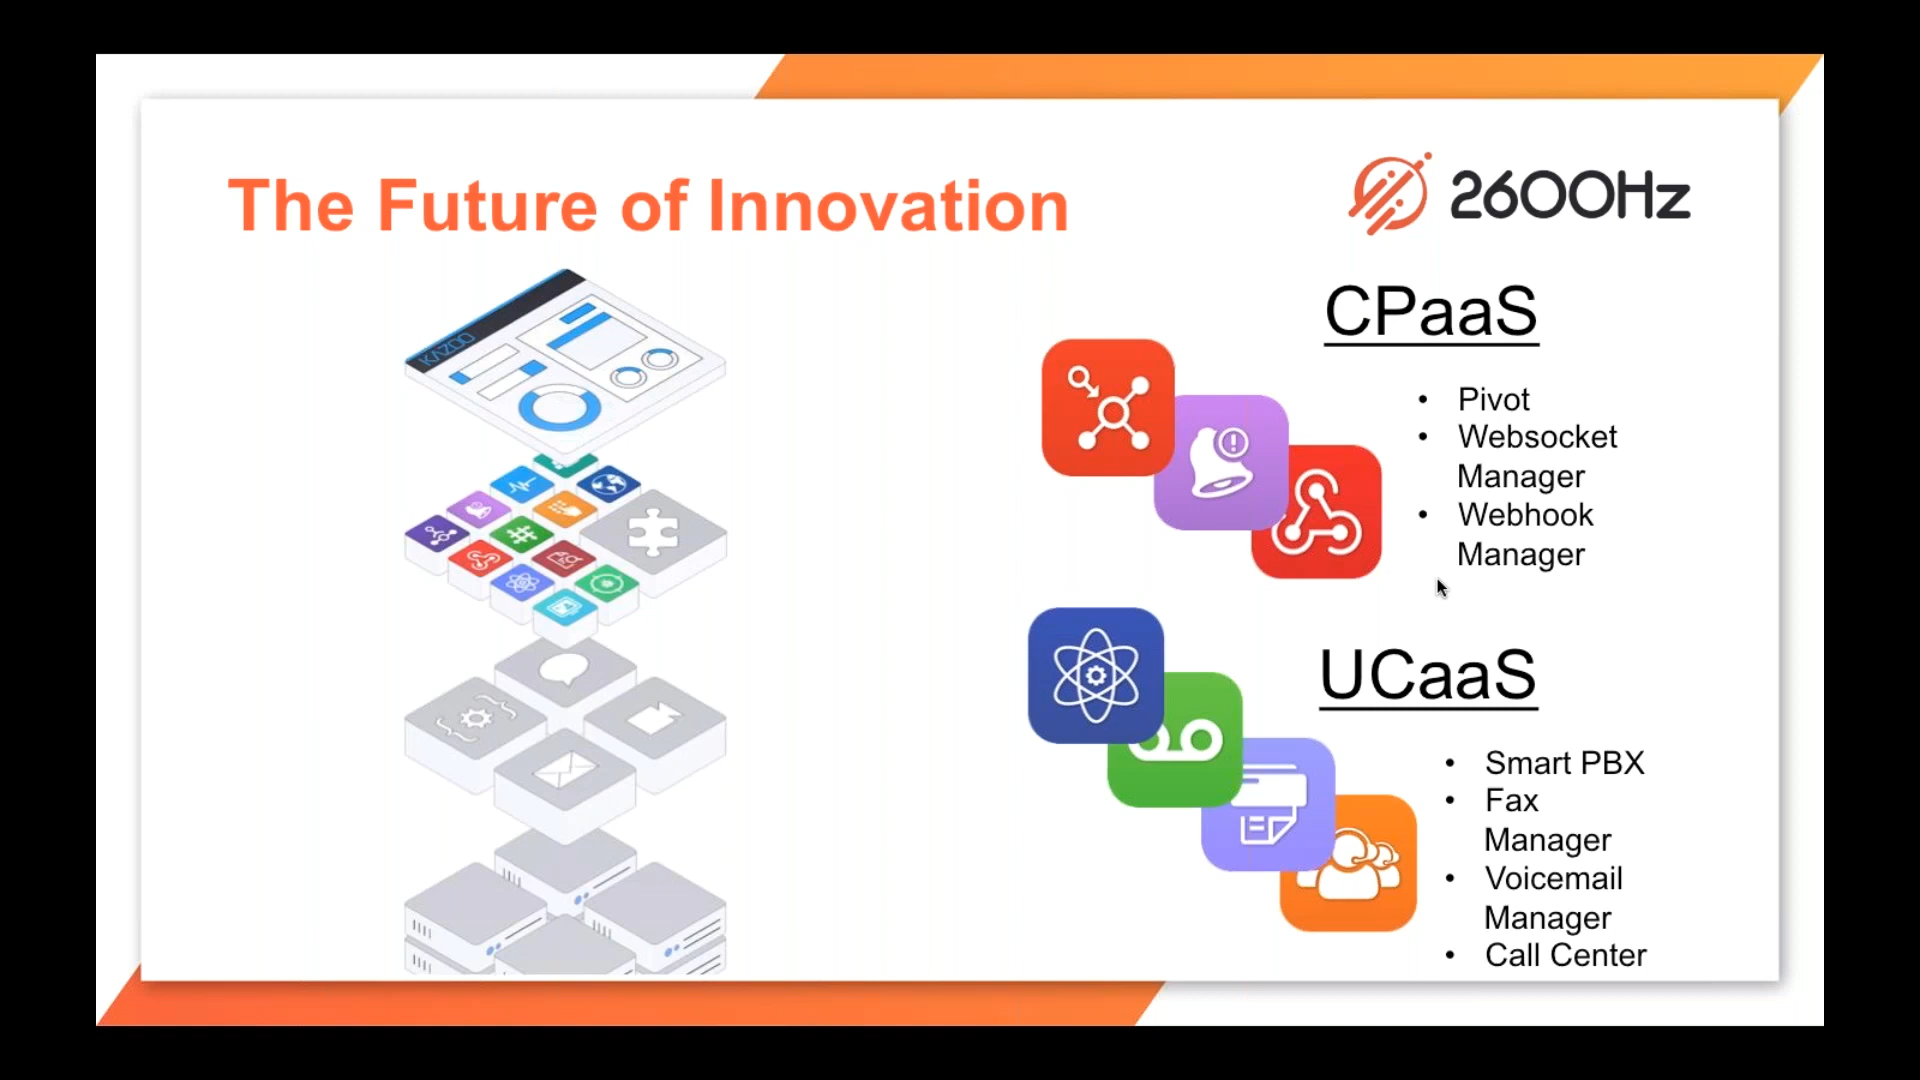 The Future of Innovation
2600Hz
KAZOO
CPaaS
• Pivot
• Websocket
Manager
• Webhook
Manager
UCaaS
• Smart PBX
• Fax
Manager
• Voicemail
Manager
• Call Center